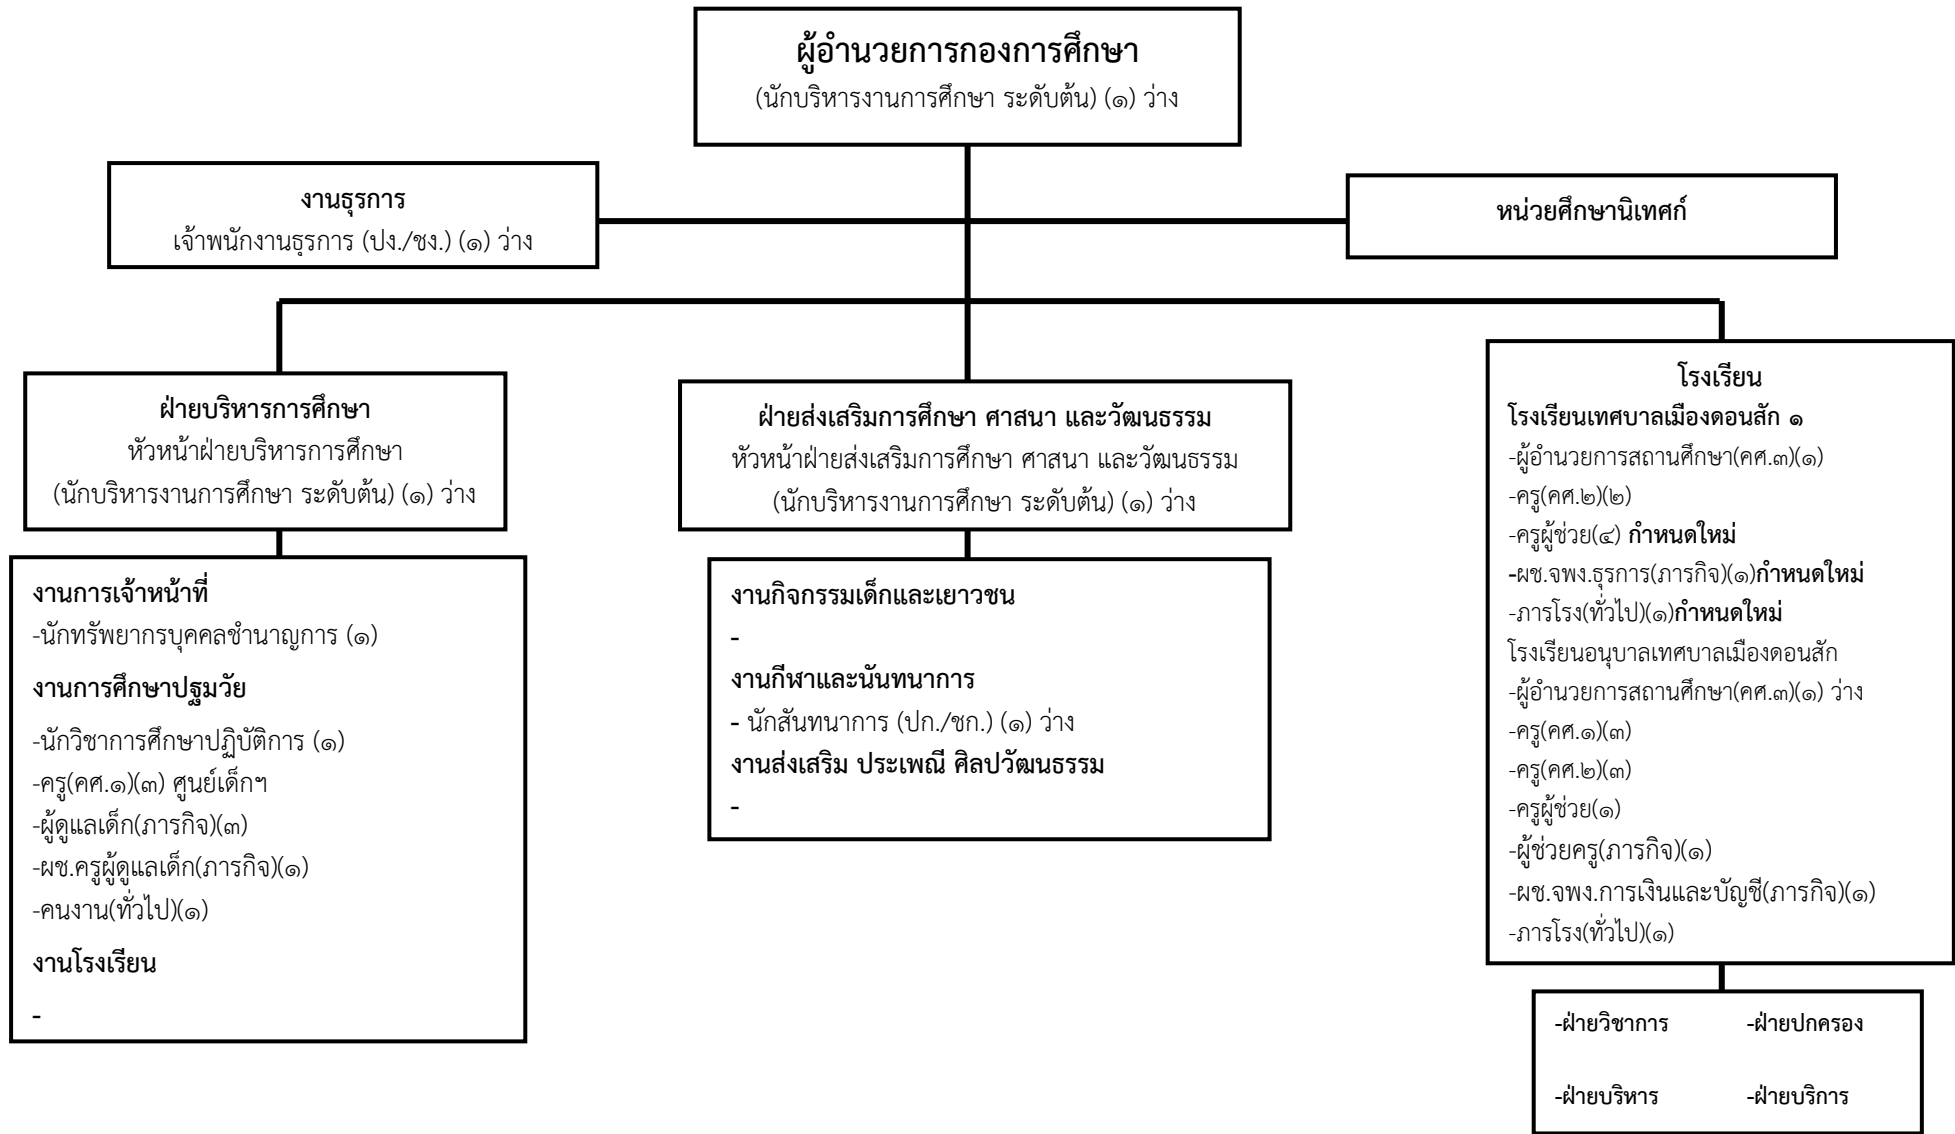 ผู้อำนวยการกองการศึกษา
(นักบริหารงานการศึกษา ระดับต้น) (๑) ว่าง
งานธุรการ
เจ้าพนักงานธุรการ (ปง./ชง.) (๑) ว่าง
หน่วยศึกษานิเทศก์
ฝ่ายบริหารการศึกษา
หัวหน้าฝ่ายบริหารการศึกษา
(นักบริหารงานการศึกษา ระดับต้น) (๑) ว่าง
งานการเจ้าหน้าที่
-นักทรัพยากรบุคคลชำนาญการ (๑)
งานการศึกษาปฐมวัย
-นักวิชาการศึกษาปฏิบัติการ (๑)
-ครู(คศ.๑)(๓) ศูนย์เด็กฯ
-ผู้ดูแลเด็ก(ภารกิจ)(๓)
-ผช.ครูผู้ดูแลเด็ก(ภารกิจ)(๑)
-คนงาน(ทั่วไป)(๑)
งานโรงเรียน
-
ฝ่ายส่งเสริมการศึกษา ศาสนา และวัฒนธรรม
หัวหน้าฝ่ายส่งเสริมการศึกษา ศาสนา และวัฒนธรรม
(นักบริหารงานการศึกษา ระดับต้น) (๑) ว่าง
งานกิจกรรมเด็กและเยาวชน
-
งานกีฬาและนันทนาการ
- นักสันทนาการ (ปก./ชก.) (๑) ว่าง
งานส่งเสริม ประเพณี ศิลปวัฒนธรรม
-
โรงเรียน
โรงเรียนเทศบาลเมืองดอนสัก ๑
-ผู้อำนวยการสถานศึกษา(คศ.๓)(๑)
-ครู(คศ.๒)(๒)
-ครูผู้ช่วย(๔) กำหนดใหม่
-ผช.จพง.ธุรการ(ภารกิจ)(๑)กำหนดใหม่
-ภารโรง(ทั่วไป)(๑)กำหนดใหม่
โรงเรียนอนุบาลเทศบาลเมืองดอนสัก
-ผู้อำนวยการสถานศึกษา(คศ.๓)(๑) ว่าง
-ครู(คศ.๑)(๓)
-ครู(คศ.๒)(๓)
-ครูผู้ช่วย(๑)
-ผู้ช่วยครู(ภารกิจ)(๑)
-ผช.จพง.การเงินและบัญชี(ภารกิจ)(๑)
-ภารโรง(ทั่วไป)(๑)
-ฝ่ายวิชาการ -ฝ่ายปกครอง
-ฝ่ายบริหาร -ฝ่ายบริการ